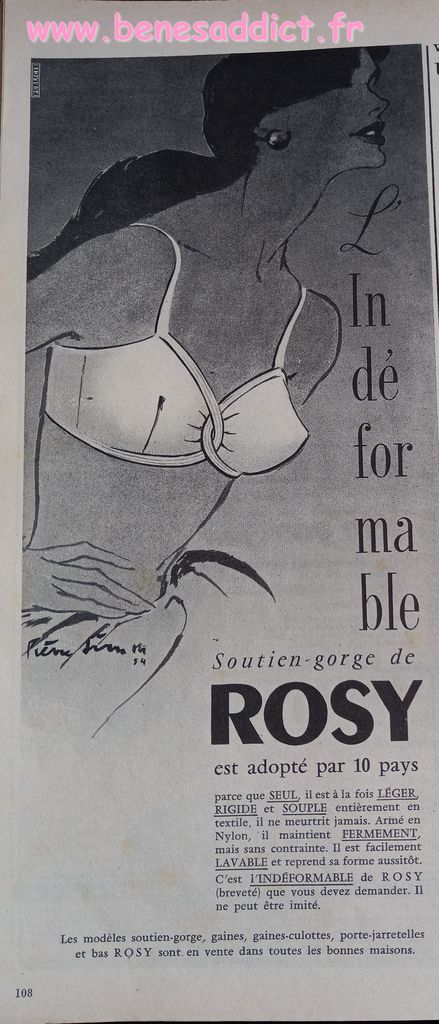 www.benesaddict.fr
L'
In
dé
for
ma
ble
Soutien-gorge de
ROSY
est adopté par 10 pays
parce que SEUL, il est à la fois LÉGER,
RIGIDE et SOUPLE entièrement en
textile, il ne meurtrit jamais. Armé en
Nylon, il maintient FERMEMENT,
mais sans contrainte. Il est facilement
LAVABLE et reprend sa forme aussitôt.
C'est l'INDÉFORMABLE de ROSY
(breveté) que vous devez demander. Il
ne peut être imité.
Les modèles soutien-gorge, gaines, gaines-culottes, porte-jarretelles
et bas ROSY sont en vente dans toutes les bonnes maisons.
108